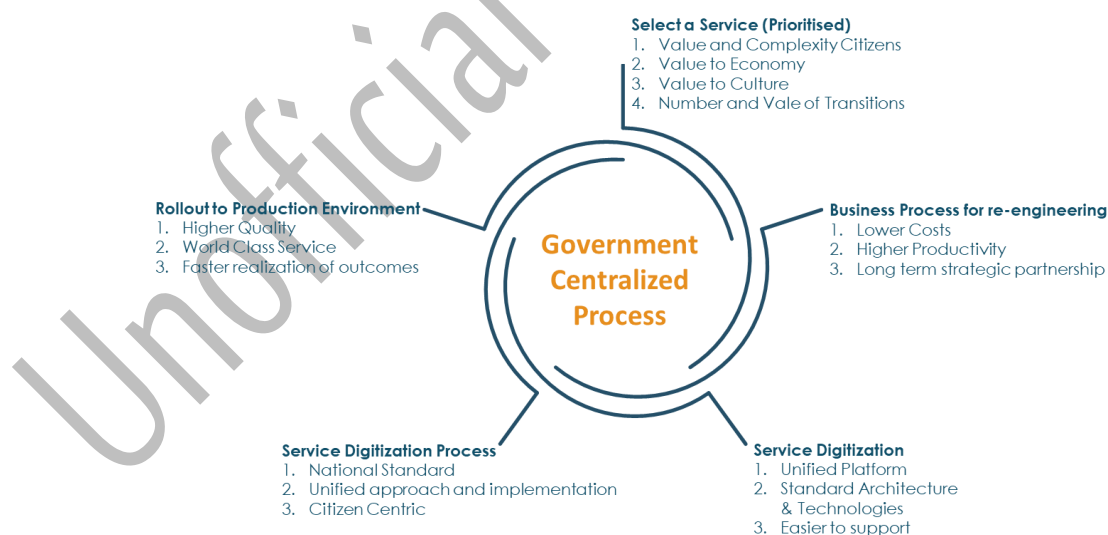 Select a Service (Prioritised)
1. Value and Complexity Citizens
2. Value to Economy
3. Value to Culture
4. Number and Vale of Transitions
Business Process for re-engineering
1. Lower Costs
2. Higher Productivity
3. Long term strategic partnership
Service Digitization
1. Unified Platform
2. Standard Architecture
& Technologies
3. Easier to support
Service Digitization Process
1. National Standard
2. Unified approach and implementation
3. Citizen Centric
Rollout to Production Environment
1. Higher Quality
2. World Class Service
3. Faster realization of outcomes
Government
Centralized
Process
Unofficial